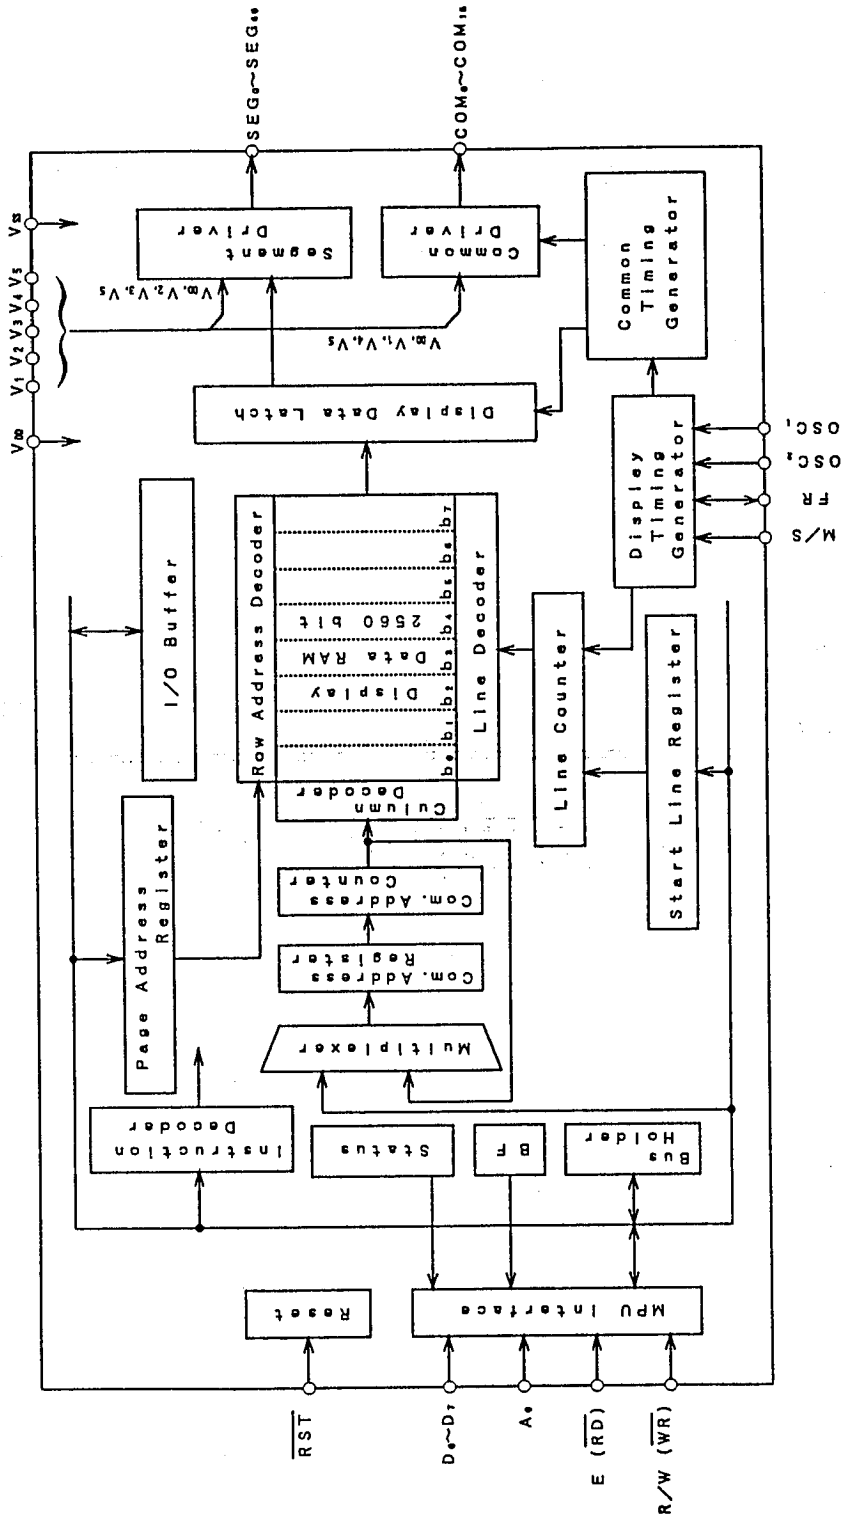 SEG₀~SEG₆₀
COM₀~COM₁₅
VSS
V5
V4
V3
V2
V1
VDD
Segment
Driver
Common
Driver
Common
Timing
Generator
VDD, V2, V3, V5
VDD, V1, V4, V5
Display Data Latch
Display
Timing
Generator
OSC₁
OSC₂
FR
M/S
I/O Buffer
Row Address Decoder
Display
Data RAM
2560 bit
b₀ b₁ b₂ b₃ b₄ b₅ b₆ b₇
Line Decoder
Culumn
Decoder
Line Counter
Start Line Register
Page Address
Register
Com. Address
Counter
Com. Address
Register
Multiplexer
Instruction
Decoder
Status
BF
Bus
Holder
Reset
MPU Interface
R̅S̅T̅
D₀~D₇
A₀
E (R̅D̅)
R/W (W̅R̅)